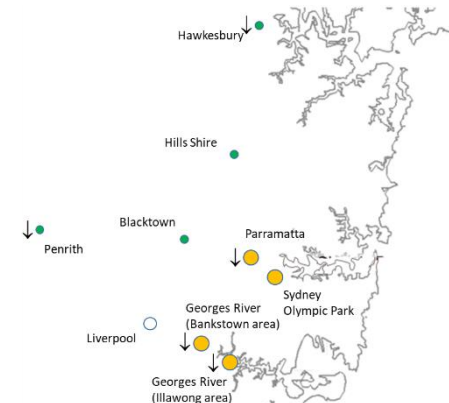 Hawkesbury
Hills Shire
Blacktown
Penrith
Parramatta
Sydney
Olympic Park
Georges River
(Bankstown area)
Liverpool
Georges River
(Illawong area)